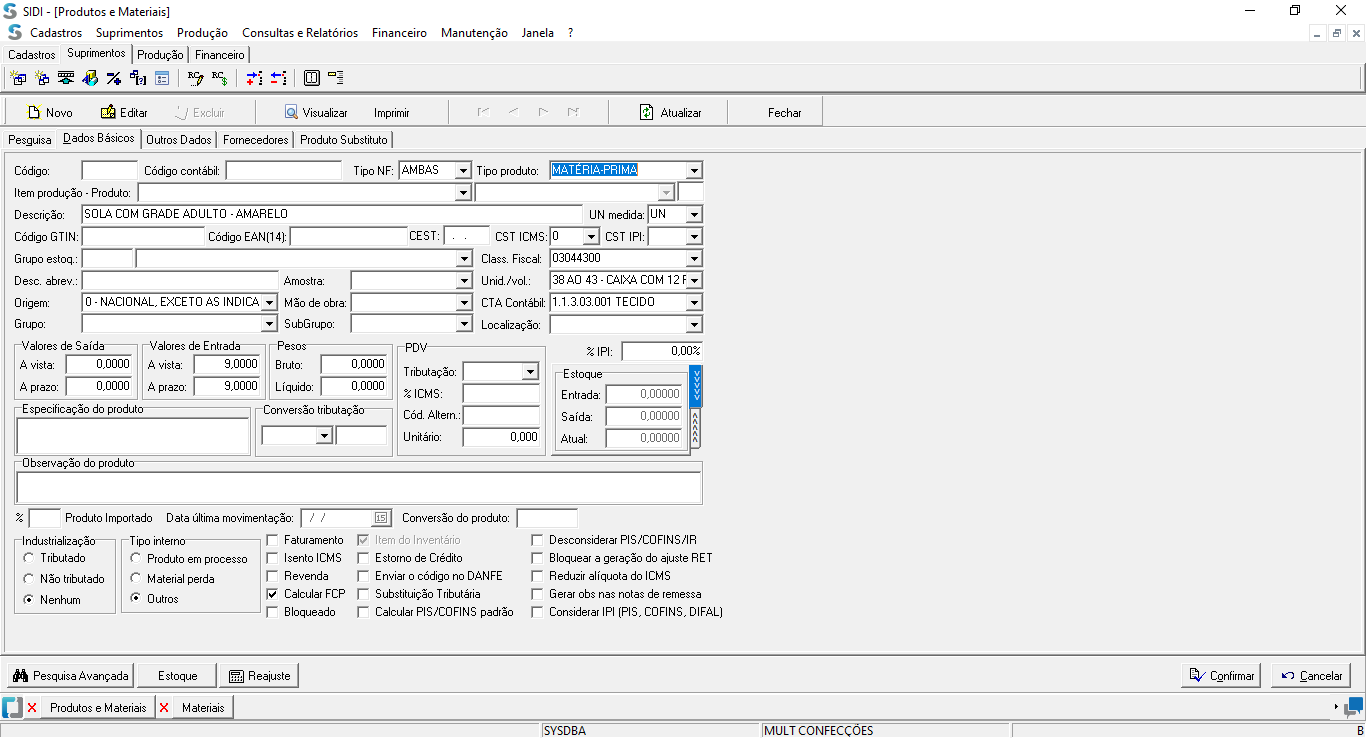 SIDI - [Produtos e Materiais]
Cadastros Suprimentos Produção Consultas e Relatórios Financeiro Manutenção Janela ?
Cadastros Suprimentos Produção Financeiro
Novo Editar Excluir Visualizar Imprimir Atualizar Fechar
Pesquisa Dados Básicos Outros Dados Fornecedores Produto Substituto
Código: Código contábil: Tipo NF: AMBAS Tipo produto: MATÉRIA-PRIMA
Item produção - Produto:
Descrição: SOLA COM GRADE ADULTO - AMARELO UN medida: UN
Código GTIN: Código EAN(14): CEST: . . CST ICMS: 0 CST IPI:
Grupo estoq.: Class. Fiscal: 03044300
Desc. abrev.: Amostra: Unid./vol.: 38 AO 43 - CAIXA COM 12 F
Origem: 0 - NACIONAL, EXCETO AS INDICA Mão de obra: CTA Contábil: 1.1.3.03.001 TECIDO
Grupo: SubGrupo: Localização:
Valores de Saída Valores de Entrada Pesos PDV % IPI: 0,00%
A vista: 0,0000 A vista: 9,0000 Bruto: 0,0000 Tributação: Estoque
A prazo: 0,0000 A prazo: 9,0000 Líquido: 0,0000 % ICMS: Entrada: 0,00000
Especificação do produto Conversão tributação Cód. Altern.: Saída: 0,00000
Unitário: 0,000 Atual: 0,00000
Observação do produto
% Produto Importado Data última movimentação: / / 15 Conversão do produto:
Industrialização Tipo interno Faturamento Item do Inventário Desconsiderar PIS/COFINS/IR
Tributado Produto em processo Isento ICMS Estorno de Crédito Bloquear a geração do ajuste RET
Não tributado Material perda Revenda Enviar o código no DANFE Reduzir alíquota do ICMS
Nenhum Outros Calcular FCP Substituição Tributária Gerar obs nas notas de remessa
Bloqueado Calcular PIS/COFINS padrão Considerar IPI (PIS, COFINS, DIFAL)
Pesquisa Avançada Estoque Reajuste Confirmar Cancelar
Produtos e Materiais Materiais
SYSDBA MULT CONFECÇÕES B